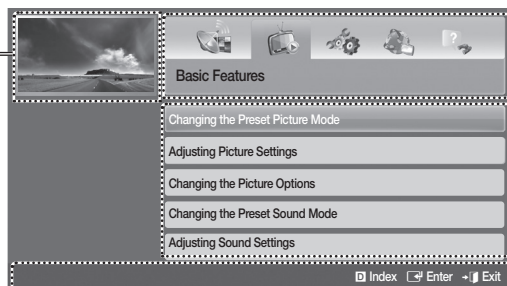 Basic Features
Changing the Preset Picture Mode
Adjusting Picture Settings
Changing the Picture Options
Changing the Preset Sound Mode
Adjusting Sound Settings
D Index Enter Exit